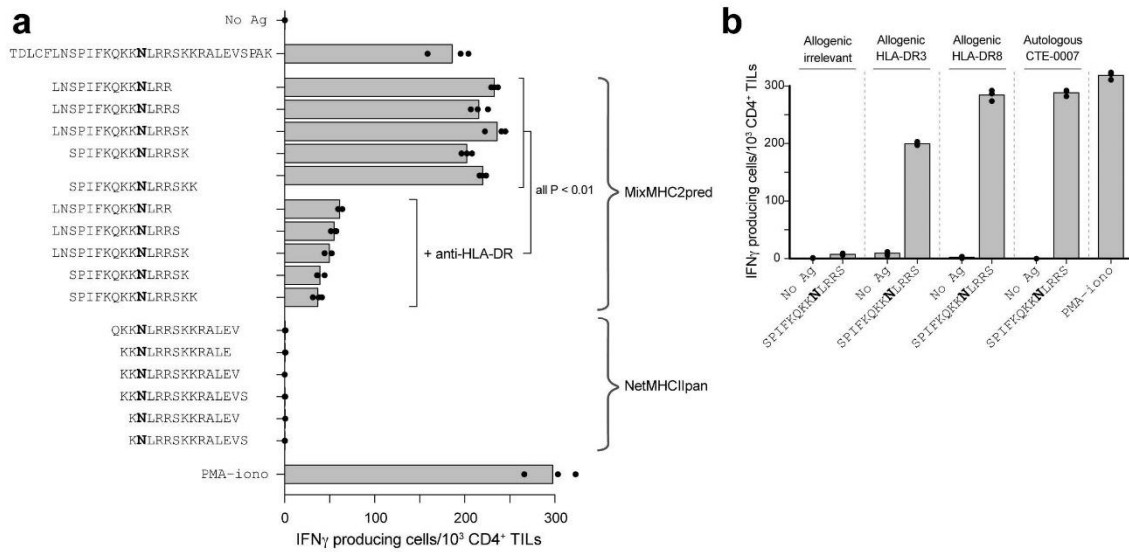 a
No Ag
TDLCFLNSPIFKQKKNLRRSKKRALEVSPAK
LNSPIFKQKKNLRR
LNSPIFKQKKNLRRS
LNSPIFKQKKNLRRSK
SPIFKQKKNLRRSK
SPIFKQKKNLRRSKK
LNSPIFKQKKNLRR
LNSPIFKQKKNLRRS
LNSPIFKQKKNLRRSK
SPIFKQKKNLRRSK
SPIFKQKKNLRRSKK
QKKNLRRSKKRALEV
KKNLRRSKKRALE
KKNLRRSKKRALEV
KKNLRRSKKRALEVS
KNLRRSKKRALEV
KNLRRSKKRALEVS
PMA-iono
all P < 0.01
+ anti-HLA-DR
MixMHC2pred
NetMHCIIpan
0 100 200 300
IFNγ producing cells/10³ CD4⁺ TILs
b
Allogenic irrelevant
Allogenic HLA-DR3
Allogenic HLA-DR8
Autologous CTE-0007
IFNγ producing cells/10³ CD4⁺ TILs
300
200
100
0
No Ag
SPIFKQKKNLRRS
No Ag
SPIFKQKKNLRRS
No Ag
SPIFKQKKNLRRS
No Ag
SPIFKQKKNLRRS
PMA-iono